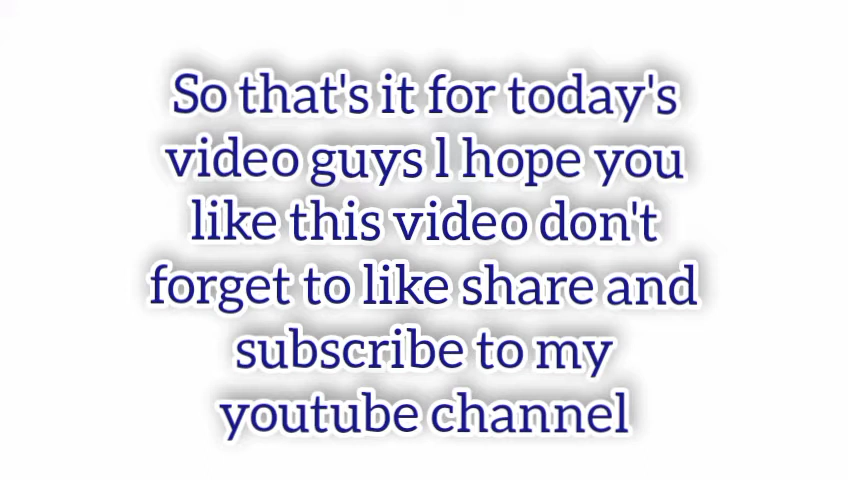 So that's it for today's
video guys l hope you
like this video don't
forget to like share and
subscribe to my
youtube channel